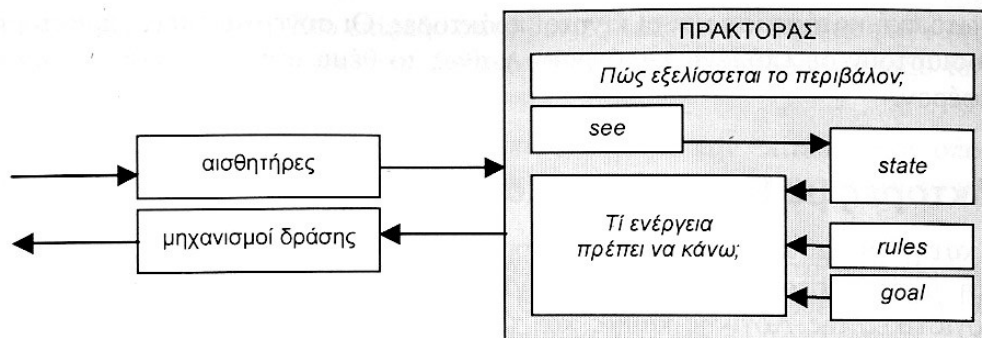 ΠΡΑΚΤΟΡΑΣ
Πώς εξελίσσεται το περιβάλον;
see
αισθητήρες
state
μηχανισμοί δράσης
Τί ενέργεια
πρέπει να κάνω;
rules
goal